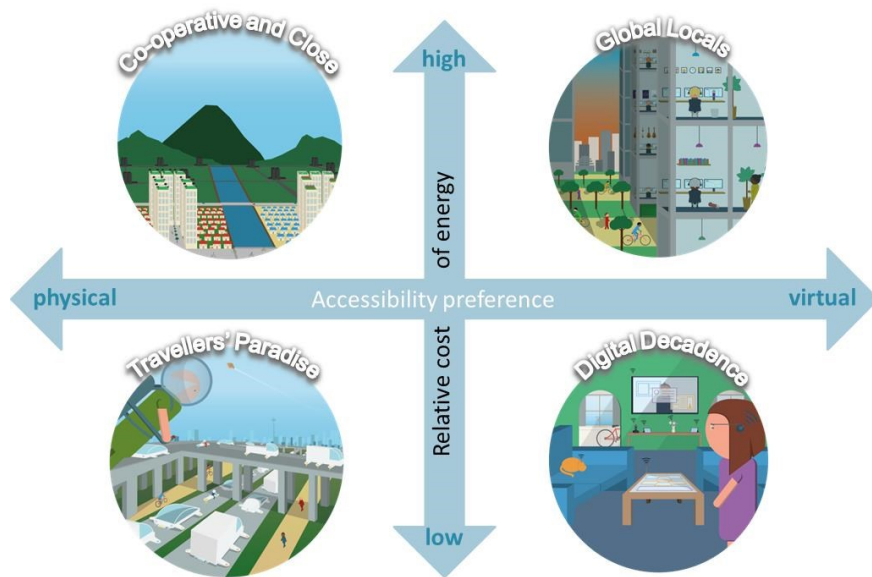 Co-operative and Close
high
Global Locals
of energy
physical
Accessibility preference
virtual
Travellers' Paradise
Relative cost
Digital Decadence
low